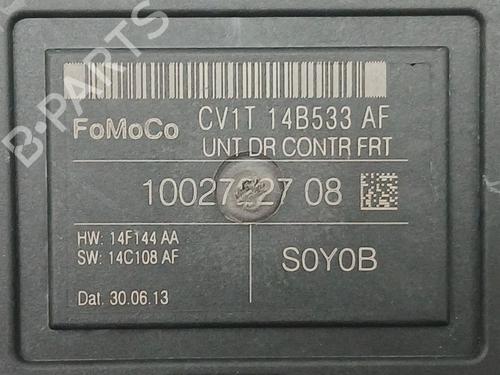 FoMoCo CV1T 14B533 AF
UNT DR CONTR FRT
08
HW: 14F144 AA
SW: 14C108 AF
S0Y0B
Dat. 30.06.13
B-PARTS